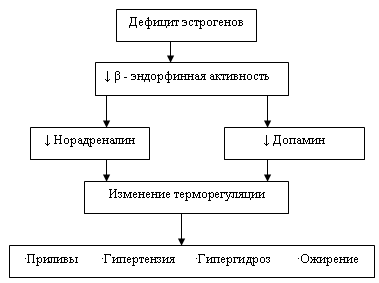 Дефицит эстрогенов
↓ β - эндорфинная активность
↓ Норадреналин
↓ Допамин
Изменение терморегуляции
·Приливы ·Гипертензия ·Гипергидроз ·Ожирение